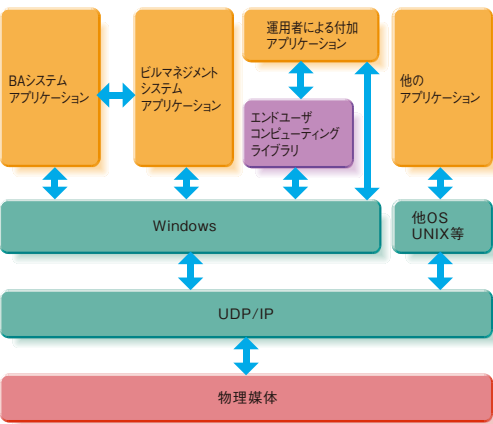 BAシステム
アプリケーション
ビルマネジメント
システム
アプリケーション
運用者による付加
アプリケーション
エンドユーザ
コンピューティング
ライブラリ
他の
アプリケーション
Windows
他OS
UNIX等
UDP/IP
物理媒体